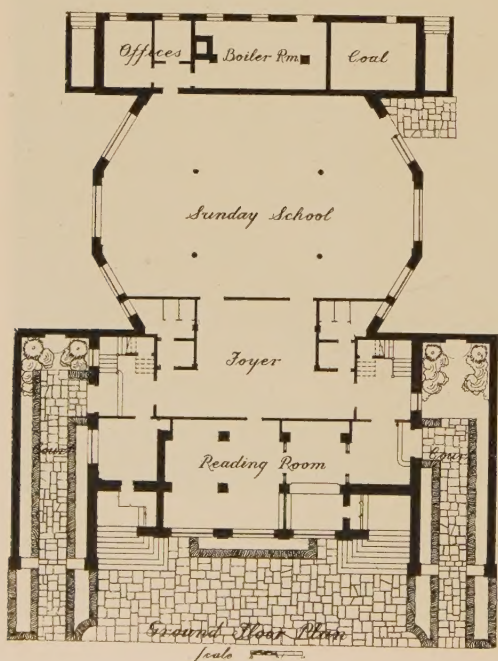 Offices Boiler Rm. Coal
Sunday School
Foyer
Reading Room
Court Court
Ground Floor Plan
Scale